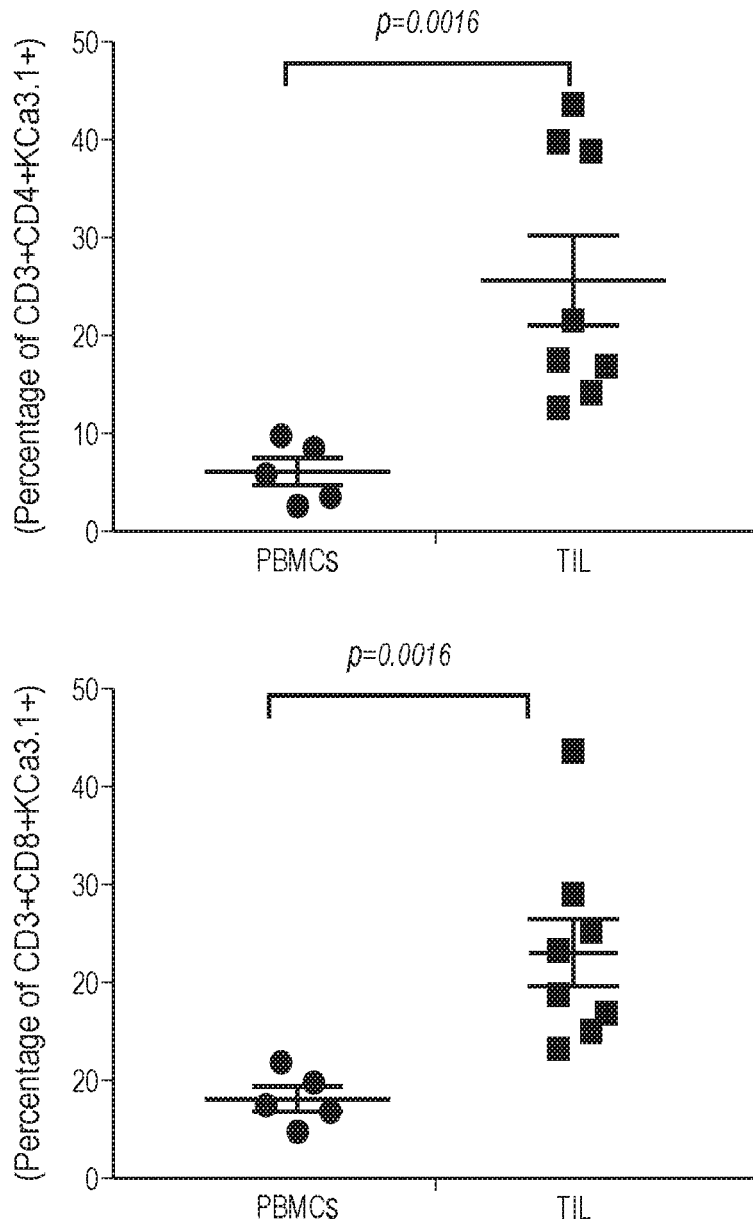 p=0.0016
(Percentage of CD3+CD4+KCa3.1+)
50
40
30
20
10
0
PBMCs
TIL
p=0.0016
(Percentage of CD3+CD8+KCa3.1+)
50
40
30
20
20
0
PBMCs
TIL